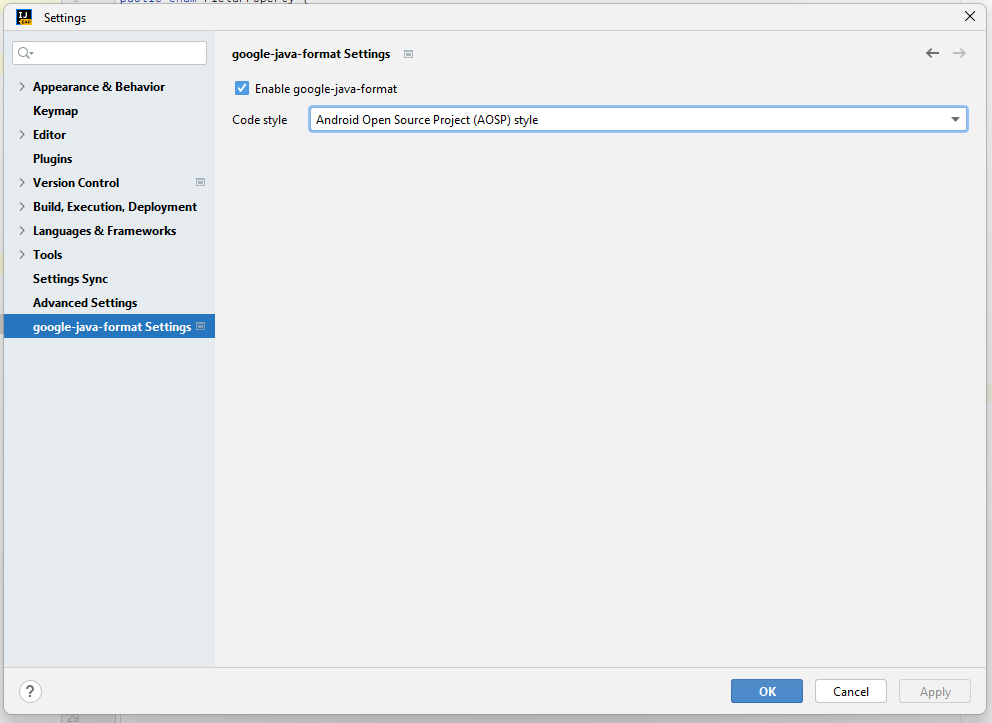 Settings
google-java-format Settings
Enable google-java-format
Code style
Android Open Source Project (AOSP) style
Appearance & Behavior
Keymap
Editor
Plugins
Version Control
Build, Execution, Deployment
Languages & Frameworks
Tools
Settings Sync
Advanced Settings
google-java-format Settings
?
OK
Cancel
Apply
29